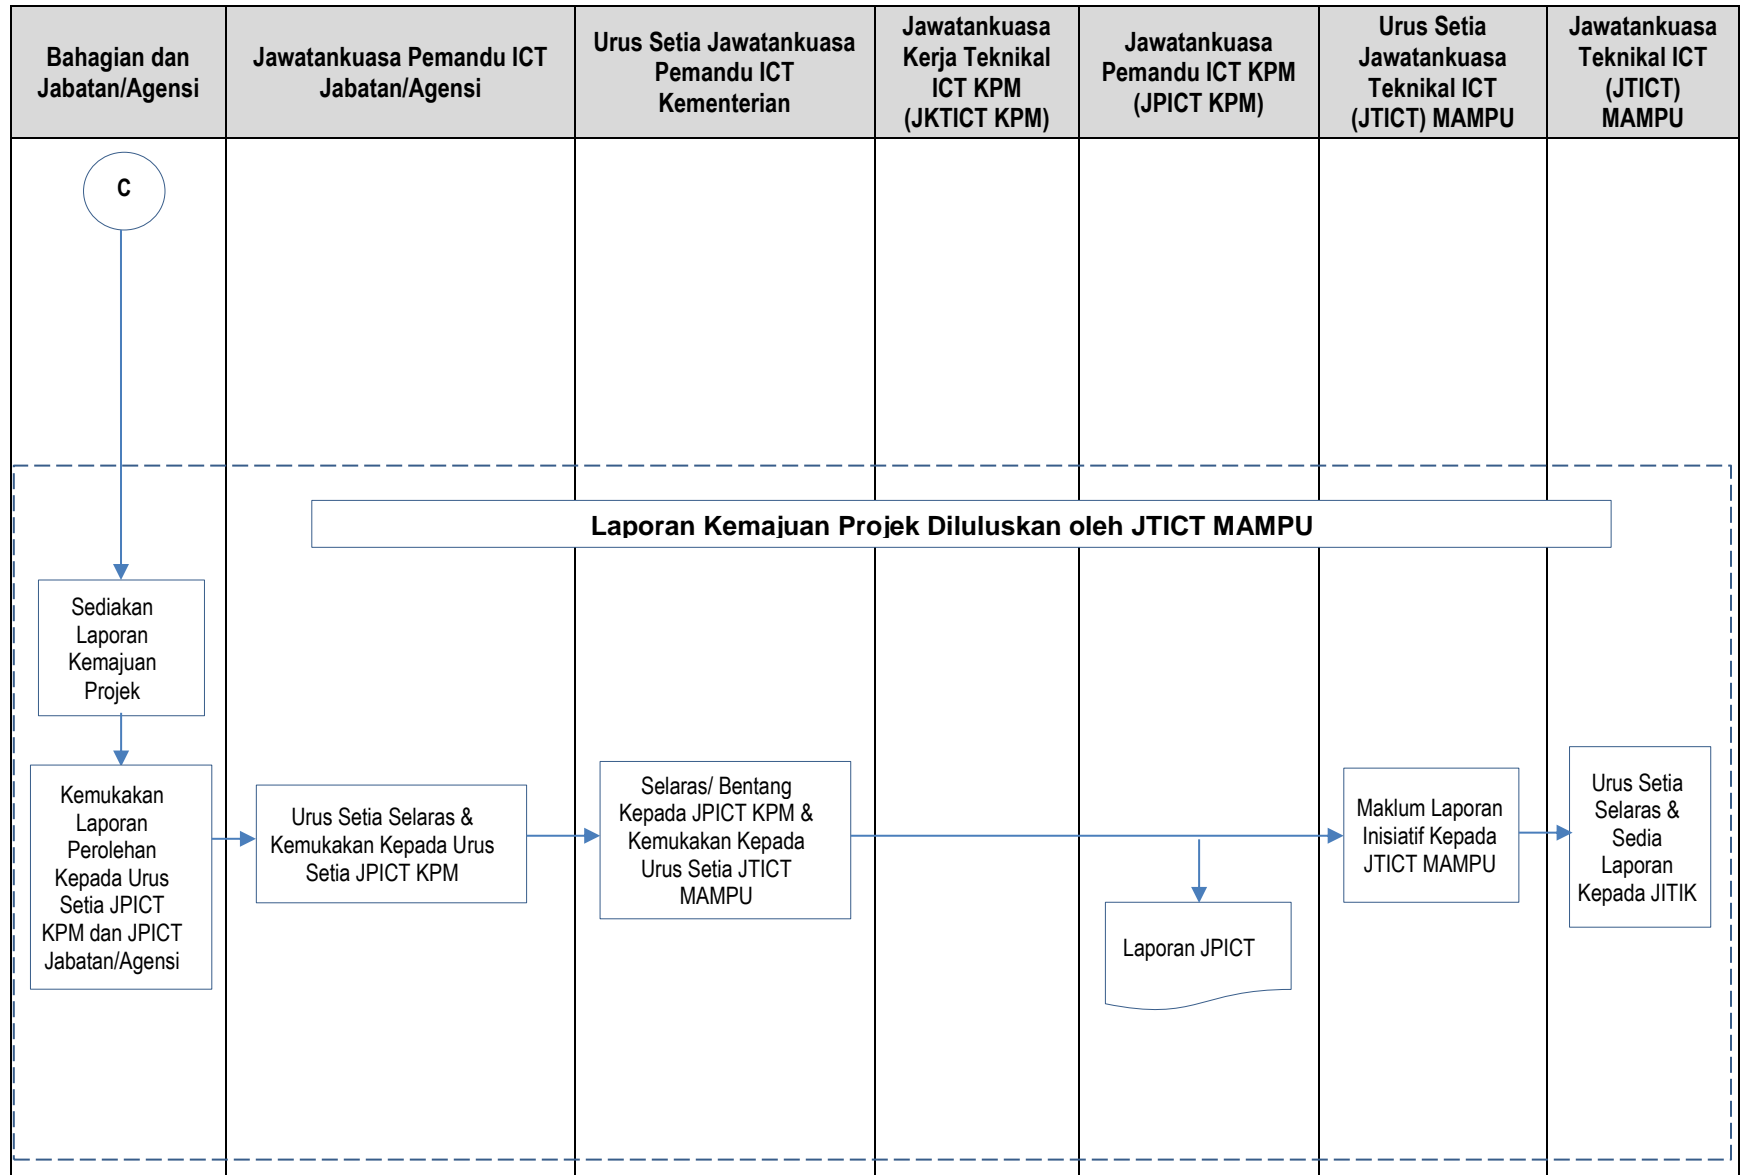 Bahagian dan
Jabatan/Agensi
Jawatankuasa Pemandu ICT
Jabatan/Agensi
Urus Setia Jawatankuasa
Pemandu ICT
Kementerian
Jawatankuasa
Kerja Teknikal
ICT KPM
(JKTICT KPM)
Jawatankuasa
Pemandu ICT KPM
(JPICT KPM)
Urus Setia
Jawatankuasa
Teknikal ICT
(JTICT) MAMPU
Jawatankuasa
Teknikal ICT
(JTICT)
MAMPU
C
Laporan Kemajuan Projek Diluluskan oleh JTICT MAMPU
Sediakan
Laporan
Kemajuan
Projek
Kemukakan
Laporan
Perolehan
Kepada Urus
Setia JPICT
KPM dan JPICT
Jabatan/Agensi
Urus Setia Selaras &
Kemukakan Kepada Urus
Setia JPICT KPM
Selaras/ Bentang
Kepada JPICT KPM &
Kemukakan Kepada
Urus Setia JTICT
MAMPU
Laporan JPICT
Maklum Laporan
Inisiatif Kepada
JTICT MAMPU
Urus Setia
Selaras &
Sedia
Laporan
Kepada JITIK